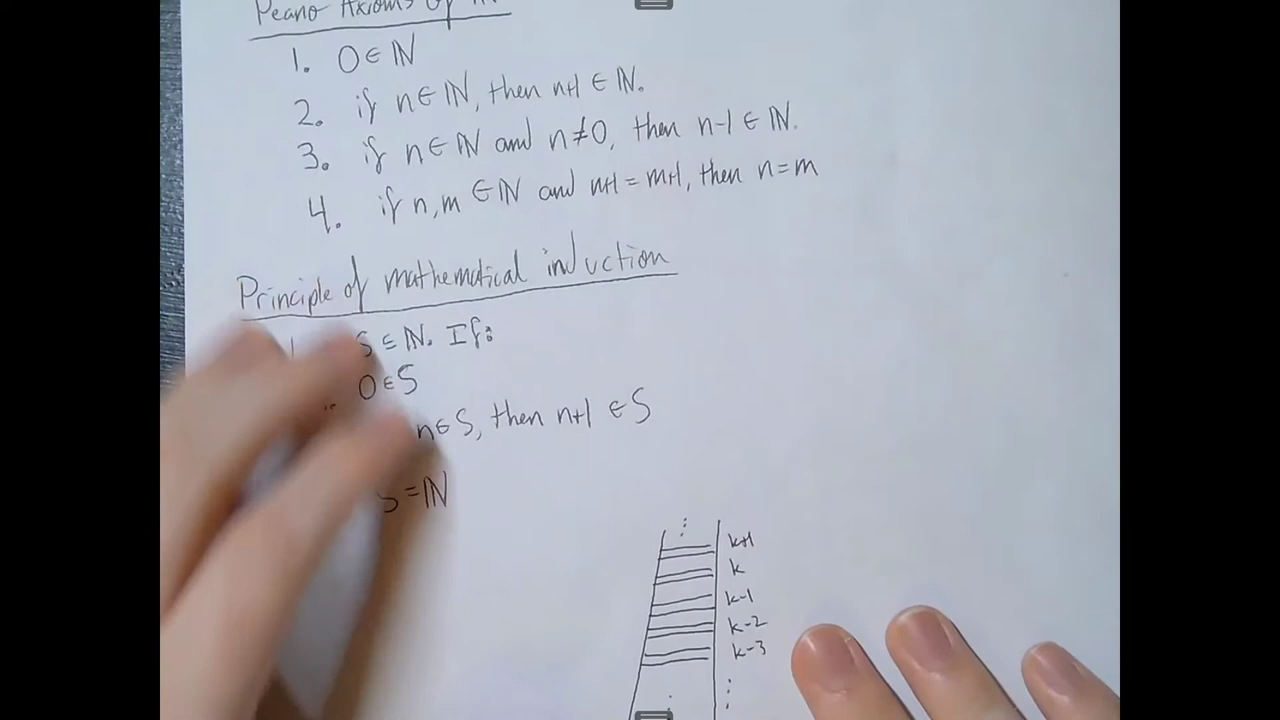 Peano Axioms of
1. 0 ∈ ℕ
2. if n ∈ ℕ, then n+1 ∈ ℕ.
3. if n ∈ ℕ and n ≠ 0, then n-1 ∈ ℕ.
4. if n, m ∈ ℕ and n+1 = m+1, then n = m
Principle of mathematical induction
S ⊆ ℕ. If:
0 ∈ S
n ∈ S, then n+1 ∈ S
S = ℕ
⋮
k+1
k
k-1
k-2
k-3
⋮